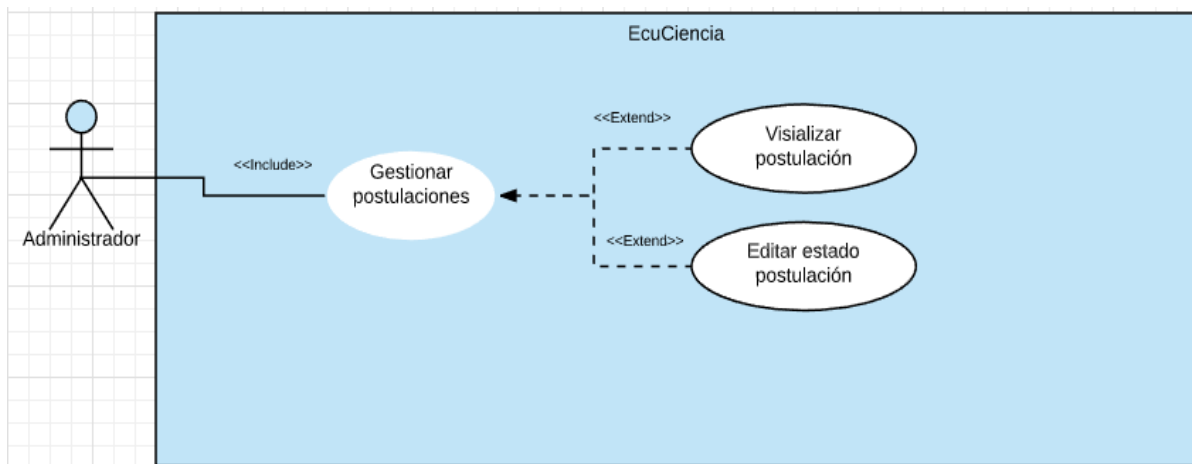 EcuCiencia
<<Extend>>
Visializar
postulación
<<Include>>
Gestionar
postulaciones
Administrador
<<Extend>>
Editar estado
postulación